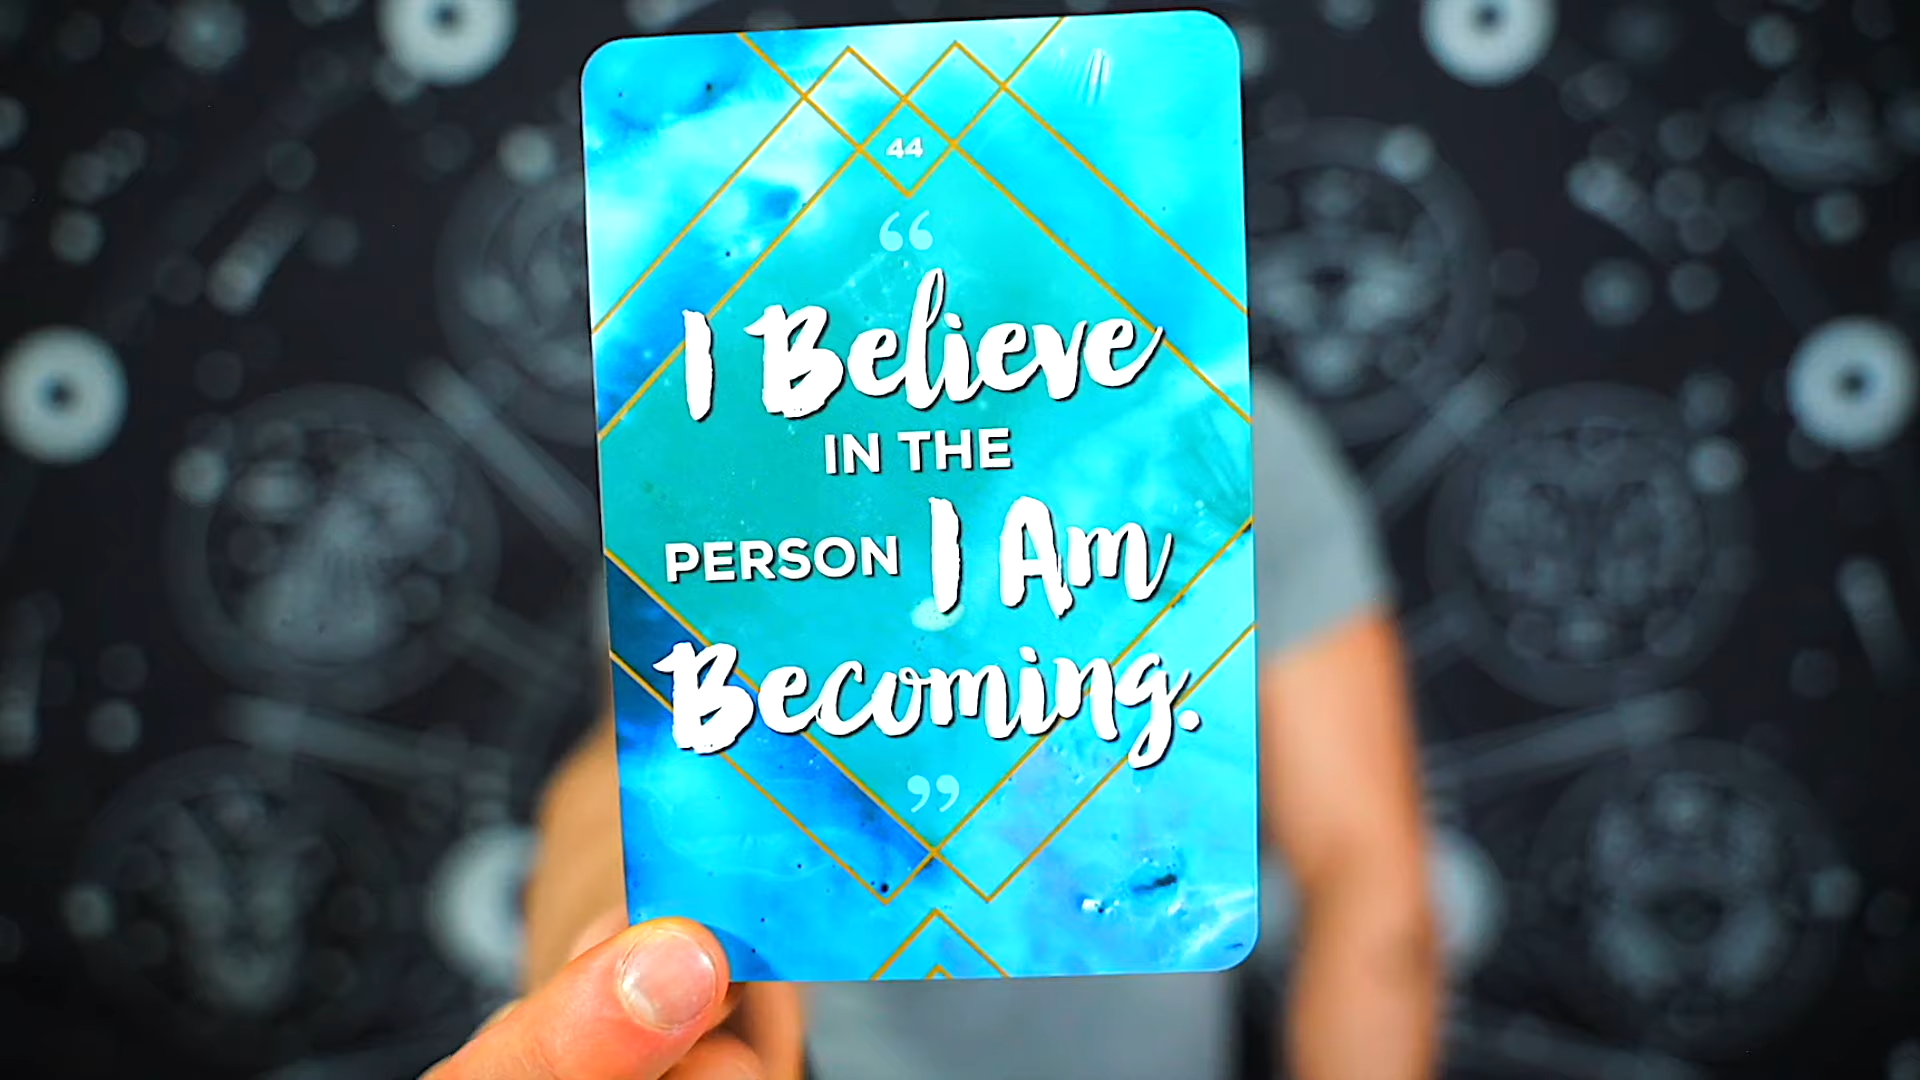 44
“
I Believe
IN THE
PERSON I Am
Becoming.
”